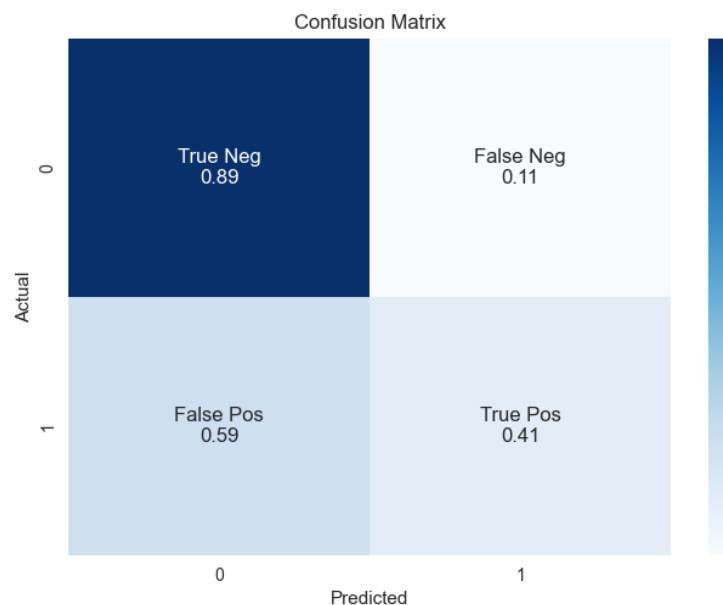 Confusion Matrix
True Neg
0.89
False Neg
0.11
0
Actual
False Pos
0.59
True Pos
0.41
1
0
1
Predicted